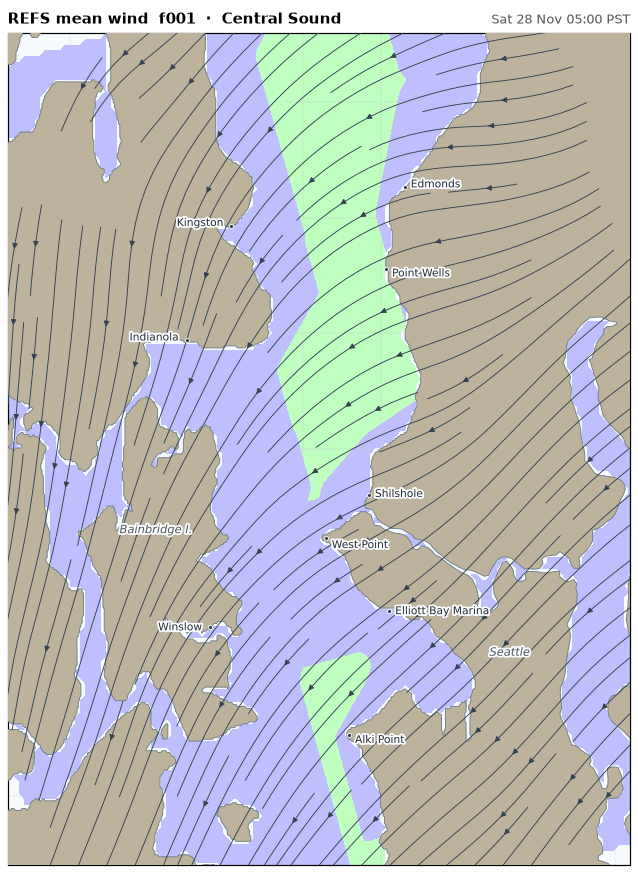 REFS mean wind  f001  ·  Central Sound
Sat 28 Nov 05:00 PST
Edmonds
Kingston
Point Wells
Indianola
Shilshole
Bainbridge I.
West Point
Elliott Bay Marina
Winslow
Seattle
Alki Point